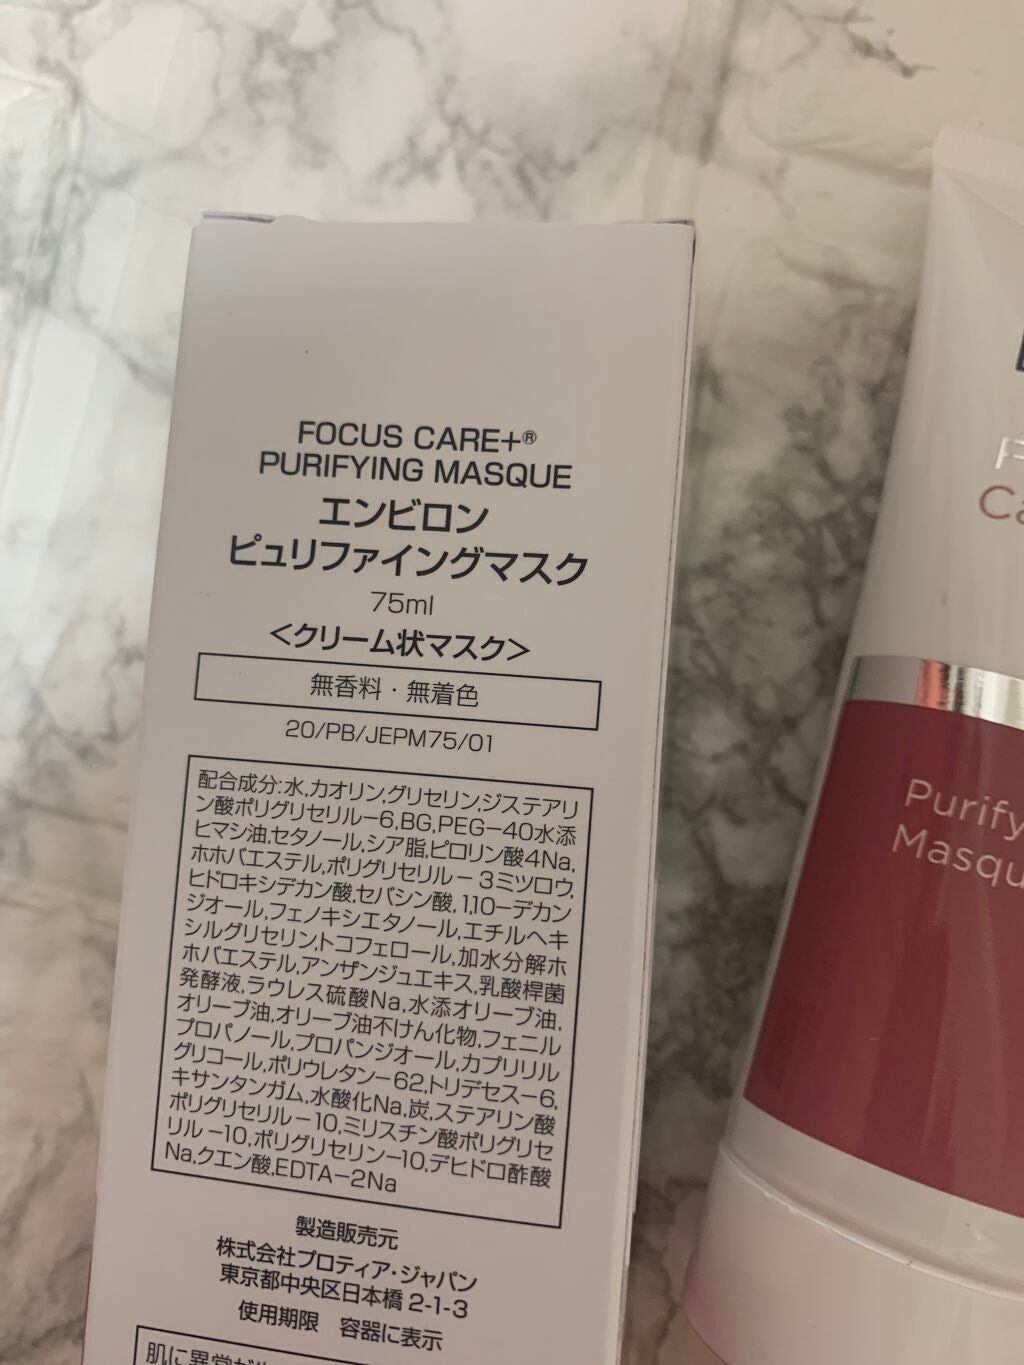 FOCUS CARE+®
PURIFYING MASQUE
エンビロン
ピュリファイングマスク
75ml
<クリーム状マスク>
無香料・無着色
20/PB/JEPM75/01
配合成分:水,カオリン,グリセリン,ジステアリ
ン酸ポリグリセリル-6,BG,PEG-40水添
ヒマシ油,セタノール,シア脂,ピロリン酸4Na,
ホホバエステル,ポリグリセリル-3ミツロウ,
ヒドロキシデカン酸,セバシン酸,1,10-デカン
ジオール,フェノキシエタノール,エチルヘキ
シルグリセリン,トコフェロール,加水分解ホ
ホバエステル,アンザンジュエキス,乳酸桿菌
発酵液,ラウレス硫酸Na,水添オリーブ油,
オリーブ油,オリーブ油不けん化物,フェニル
プロパノール,プロパンジオール,カプリリル
グリコール,ポリウレタン-62,トリデセス-6,
キサンタンガム,水酸化Na,炭,ステアリン酸
ポリグリセリル-10,ミリスチン酸ポリグリセ
リル-10,ポリグリセリン-10,デヒドロ酢酸
Na,クエン酸,EDTA-2Na
製造販売元
株式会社プロティア・ジャパン
東京都中央区日本橋 2-1-3
使用期限 容器に表示
肌に異常が
Ca
Purify
Masqu